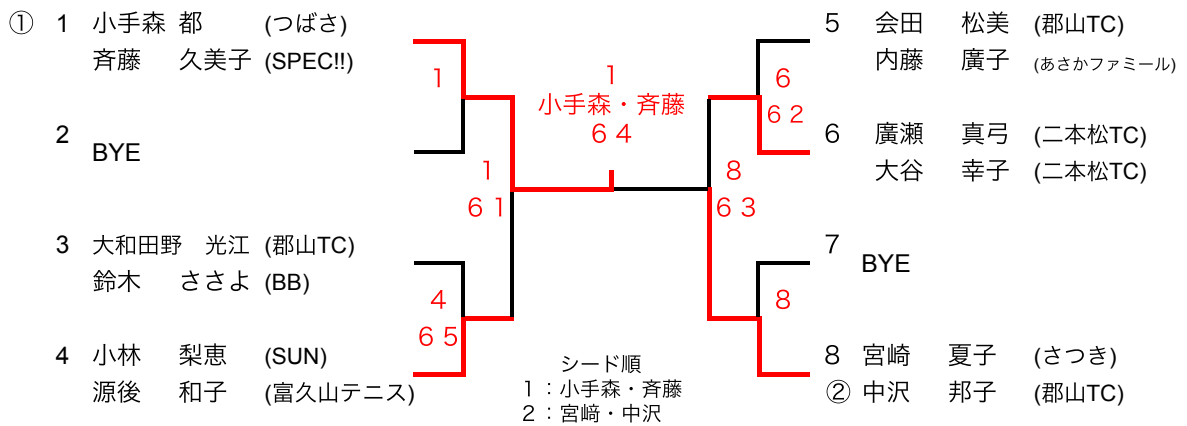 ① 1 小手森 都 (つばさ)
斉藤 久美子 (SPEC!!)
2 BYE
3 大和田野 光江 (郡山TC)
鈴木 ささよ (BB)
4 小林 梨恵 (SUN)
源後 和子 (富久山テニス)
1
4
6 5
1
6 1
1
小手森・斉藤
6 4
8
6 3
6
6 2
8
5 会田 松美 (郡山TC)
内藤 廣子 (あさかファミール)
6 廣瀬 真弓 (二本松TC)
大谷 幸子 (二本松TC)
7 BYE
8 宮崎 夏子 (さつき)
② 中沢 邦子 (郡山TC)
シード順
1：小手森・斉藤
2：宮﨑・中沢